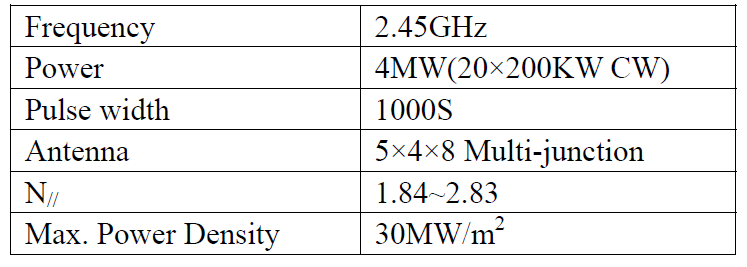 Frequency 2.45GHz
Power 4MW(20×200KW CW)
Pulse width 1000S
Antenna 5×4×8 Multi-junction
N// 1.84~2.83
Max. Power Density 30MW/m²